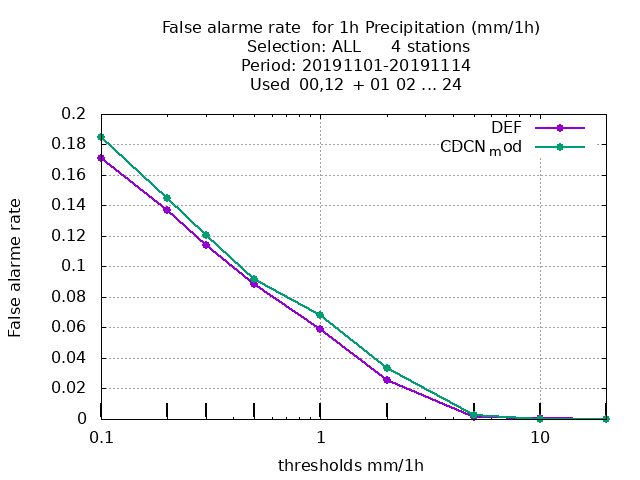 False alarme rate  for 1h Precipitation (mm/1h)
Selection: ALL      4 stations
Period: 20191101-20191114
Used  00,12  + 01 02 ... 24
DEF
CDCNmod
False alarme rate
0.2
0.18
0.16
0.14
0.12
0.1
0.08
0.06
0.04
0.02
0
0.1
1
10
thresholds mm/1h